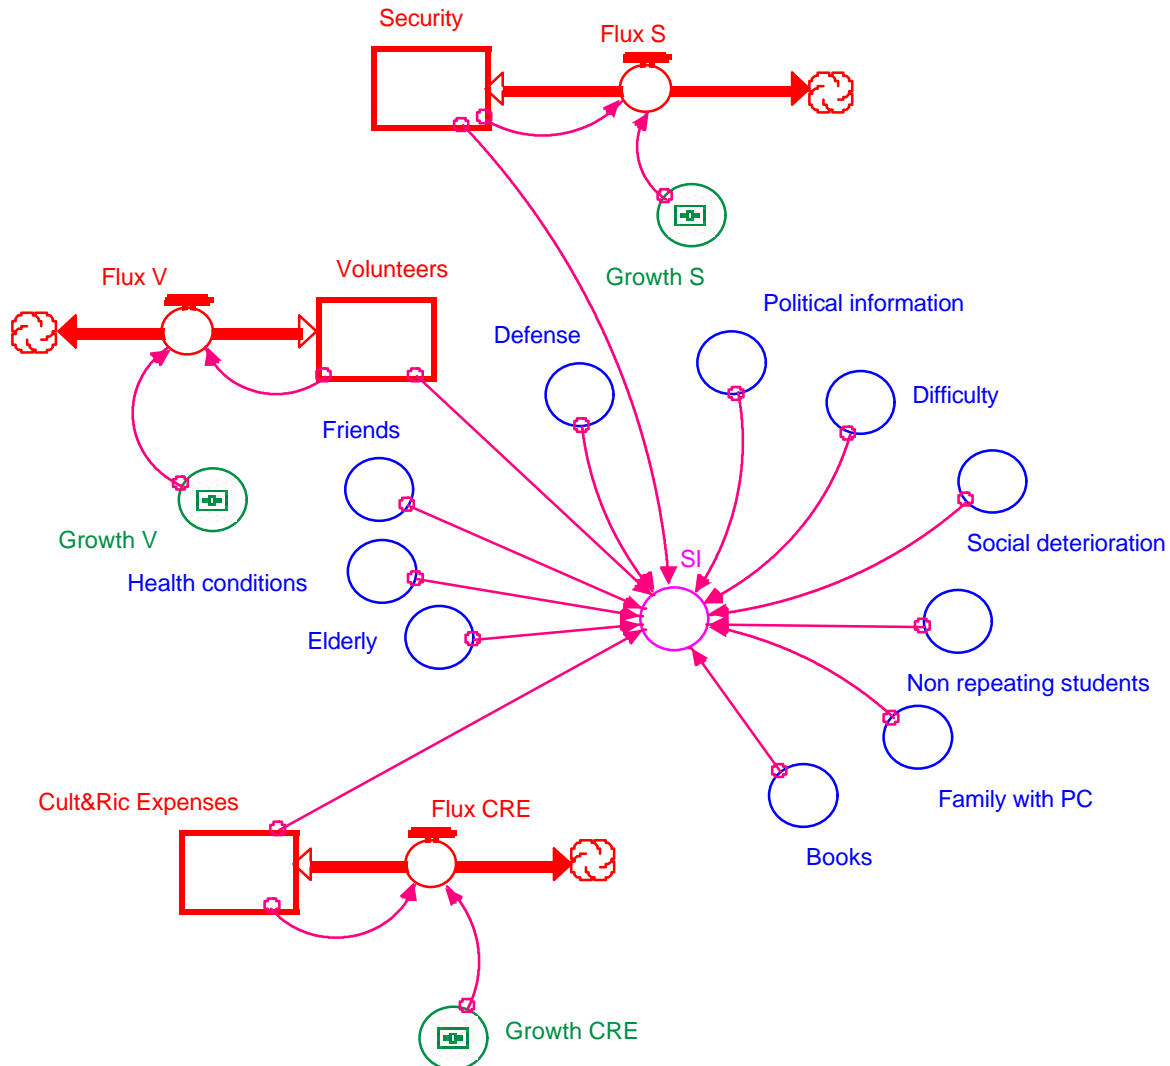 Security
Flux S
Growth S
Flux V
Volunteers
Political information
Defense
Difficulty
Friends
Growth V
Social deterioration
SI
Health conditions
Elderly
Non repeating students
Cult&Ric Expenses
Flux CRE
Family with PC
Books
Growth CRE